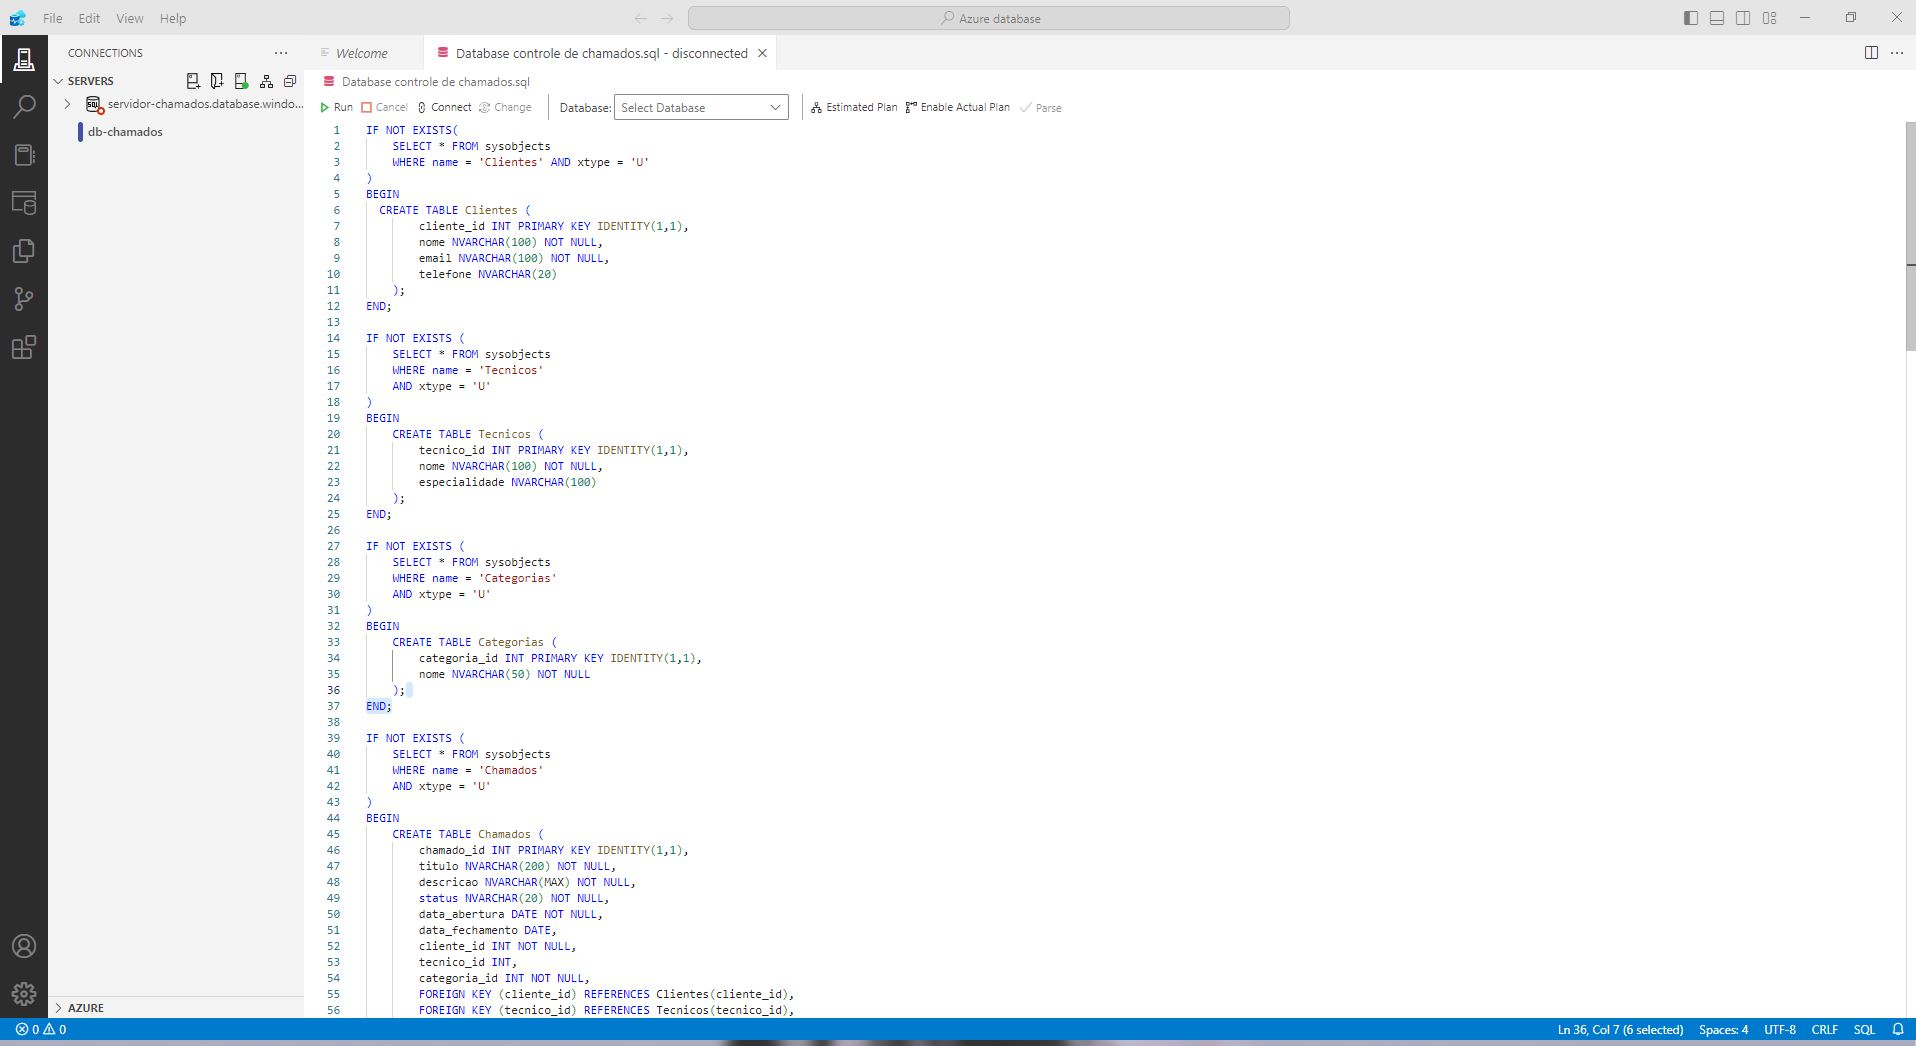 File Edit View Help
Azure database
CONNECTIONS
Welcome
Database controle de chamados.sql - disconnected
SERVERS
servidor-chamados.database.windo...
db-chamados
Database controle de chamados.sql
Run Cancel Connect Change Database: Select Database Estimated Plan Enable Actual Plan Parse
1 IF NOT EXISTS(
2 SELECT * FROM sysobjects
3 WHERE name = 'Clientes' AND xtype = 'U'
4 )
5 BEGIN
6 CREATE TABLE Clientes (
7 cliente_id INT PRIMARY KEY IDENTITY(1,1),
8 nome NVARCHAR(100) NOT NULL,
9 email NVARCHAR(100) NOT NULL,
10 telefone NVARCHAR(20)
11 );
12 END;
13
14 IF NOT EXISTS (
15 SELECT * FROM sysobjects
16 WHERE name = 'Tecnicos'
17 AND xtype = 'U'
18 )
19 BEGIN
20 CREATE TABLE Tecnicos (
21 tecnico_id INT PRIMARY KEY IDENTITY(1,1),
22 nome NVARCHAR(100) NOT NULL,
23 especialidade NVARCHAR(100)
24 );
25 END;
26
27 IF NOT EXISTS (
28 SELECT * FROM sysobjects
29 WHERE name = 'Categorias'
30 AND xtype = 'U'
31 )
32 BEGIN
33 CREATE TABLE Categorias (
34 categoria_id INT PRIMARY KEY IDENTITY(1,1),
35 nome NVARCHAR(50) NOT NULL
36 );
37 END;
38
39 IF NOT EXISTS (
40 SELECT * FROM sysobjects
41 WHERE name = 'Chamados'
42 AND xtype = 'U'
43 )
44 BEGIN
45 CREATE TABLE Chamados (
46 chamado_id INT PRIMARY KEY IDENTITY(1,1),
47 titulo NVARCHAR(200) NOT NULL,
48 descricao NVARCHAR(MAX) NOT NULL,
49 status NVARCHAR(20) NOT NULL,
50 data_abertura DATE NOT NULL,
51 data_fechamento DATE,
52 cliente_id INT NOT NULL,
53 tecnico_id INT,
54 categoria_id INT NOT NULL,
55 FOREIGN KEY (cliente_id) REFERENCES Clientes(cliente_id),
56 FOREIGN KEY (tecnico_id) REFERENCES Tecnicos(tecnico_id),
AZURE
0 0
Ln 36, Col 7 (6 selected) Spaces: 4 UTF-8 CRLF SQL